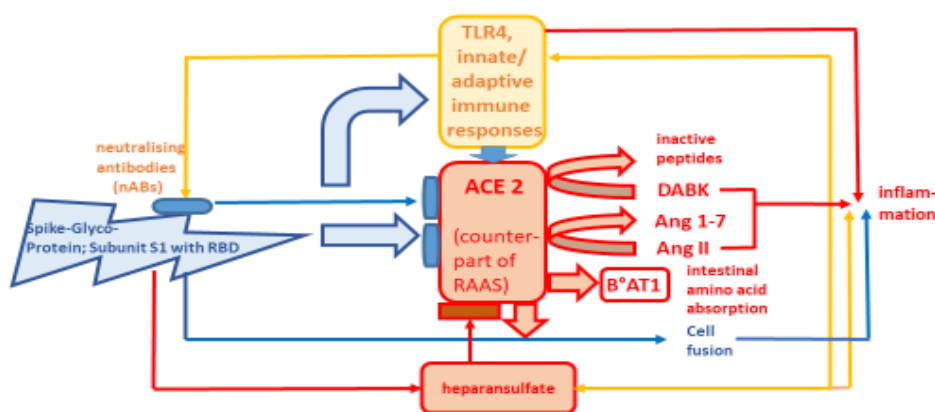 TLR4,
innate/
adaptive
immune
responses
neutralising
antibodies
(nABs)
Spike-Glyco-
Protein; Subunit S1 with RBD
ACE 2
(counter-
part of
RAAS)
inactive
peptides
DABK
Ang 1-7
Ang II
inflam-
mation
B°AT1
intestinal
amino acid
absorption
Cell
fusion
heparansulfate